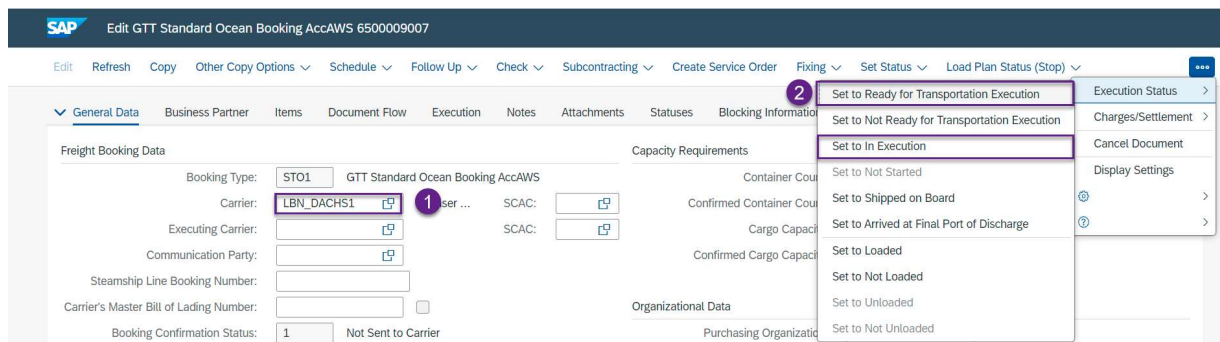 SAP Edit GTT Standard Ocean Booking AccAWS 6500009007
Edit Refresh Copy Other Copy Options Schedule Follow Up Check Subcontracting Create Service Order Fixing Set Status Load Plan Status (Stop)
General Data Business Partner Items Document Flow Execution Notes Attachments Statuses Blocking Information
2
Set to Ready for Transportation Execution
Set to Not Ready for Transportation Execution
Set to In Execution
Set to Not Started
Set to Shipped on Board
Set to Arrived at Final Port of Discharge
Set to Loaded
Set to Not Loaded
Set to Unloaded
Set to Not Unloaded
Execution Status
Charges/Settlement
Cancel Document
Display Settings
Freight Booking Data
Booking Type: STO1 GTT Standard Ocean Booking AccAWS
Carrier: LBN_DACHS1 1 ser ... SCAC:
Executing Carrier: SCAC:
Communication Party:
Steamship Line Booking Number:
Carrier's Master Bill of Lading Number:
Booking Confirmation Status: 1 Not Sent to Carrier
Capacity Requirements
Container Cou
Confirmed Container Cou
Cargo Capaci
Confirmed Cargo Capaci
Organizational Data
Purchasing Organizatio